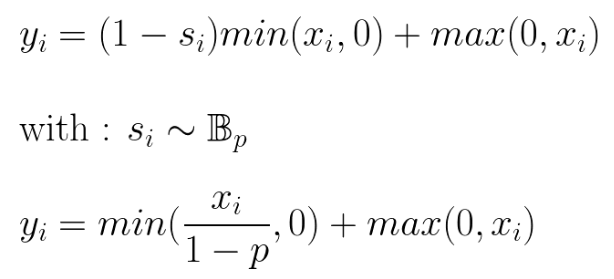 y_i = (1 − s_i)min(x_i, 0) + max(0, x_i)
with : s_i ∼ 𝔹_p
y_i = min(\frac{x_i}{1 − p}, 0) + max(0, x_i)